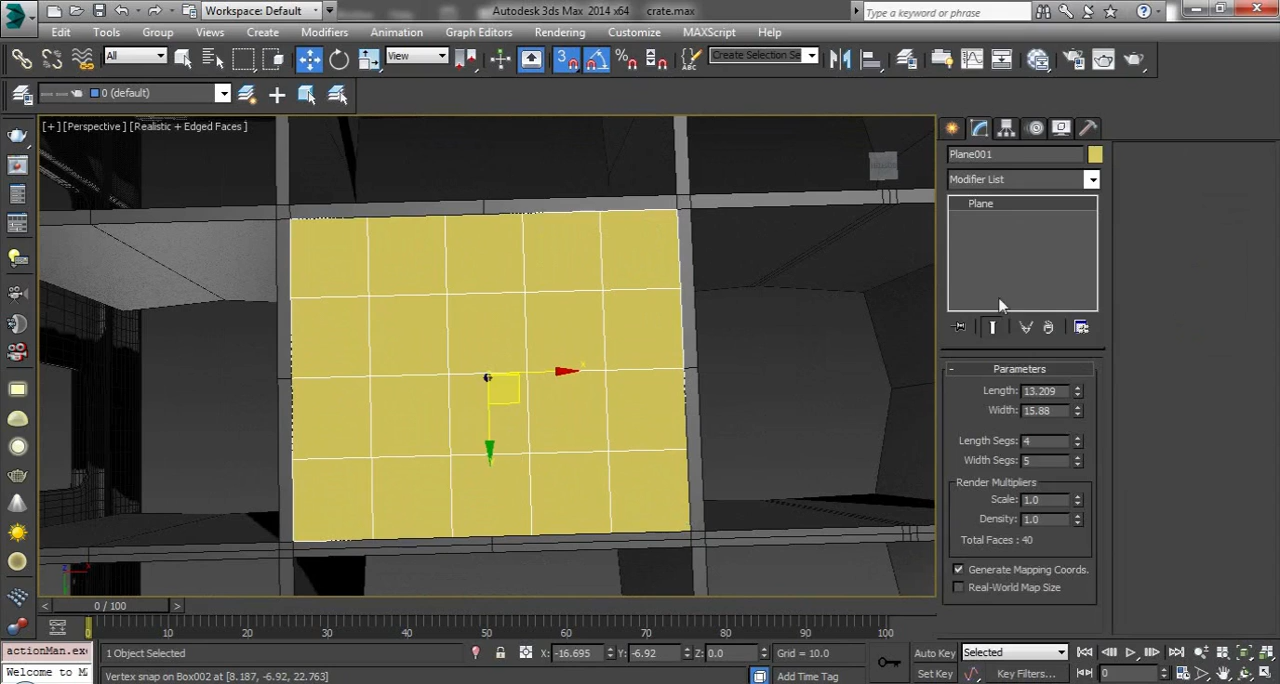 Workspace: Default
Autodesk 3ds Max 2014 x64 crate.max
Type a keyword or phrase
Edit Tools Group Views Create Modifiers Animation Graph Editors Rendering Customize MAXScript Help
All
View
3
Create Selection Se
0 (default)
[+] [Perspective] [Realistic + Edged Faces]
Plane001
Modifier List
Plane
Parameters
Length: 13.209
Width: 15.88
Length Segs: 4
Width Segs: 5
Render Multipliers
Scale: 1.0
Density: 1.0
Total Faces : 40
Generate Mapping Coords.
Real-World Map Size
0 / 100
0 10 20 30 40 50 60 70 80 90 100
actionMan.ex
Welcome to M
1 Object Selected
X: -16.695 Y: -6.92 Z: 0.0
Grid = 10.0
Auto Key Selected
Vertex snap on Box002 at [8.187, -6.92, 22.763]
Add Time Tag
Set Key Key Filters...
0